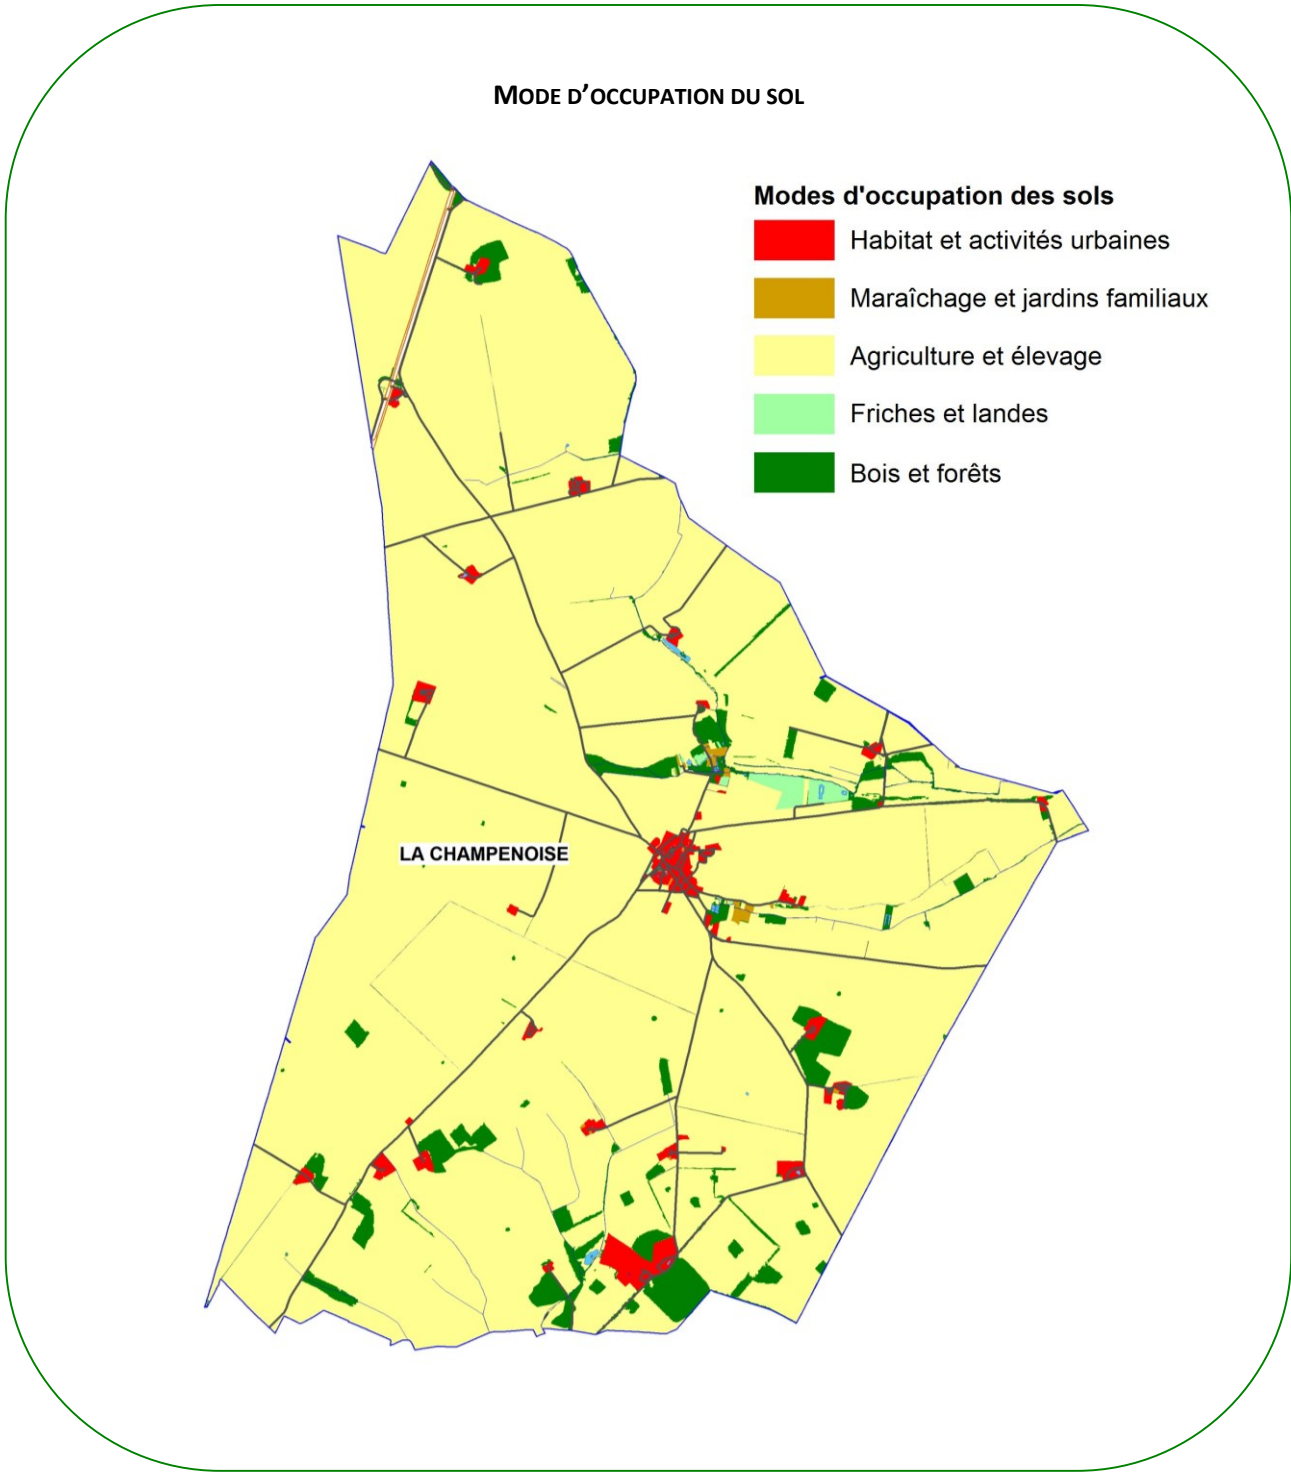 MODE D'OCCUPATION DU SOL
Modes d'occupation des sols
Habitat et activités urbaines
Maraîchage et jardins familiaux
Agriculture et élevage
Friches et landes
Bois et forêts
LA CHAMPENOISE